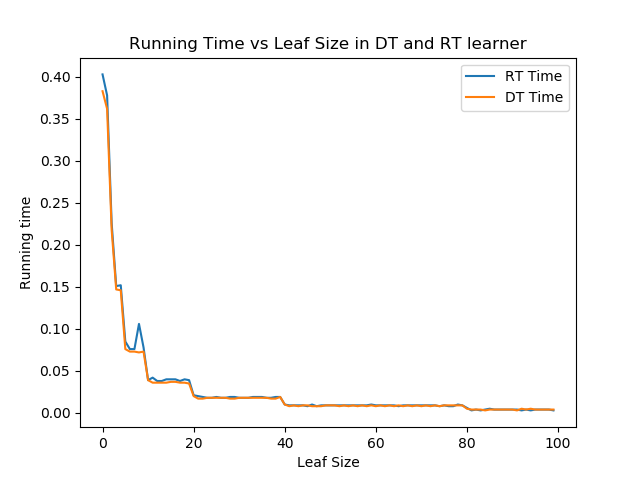 Running Time vs Leaf Size in DT and RT learner
RT Time
DT Time
0.40
0.35
0.30
0.25
0.20
0.15
0.10
0.05
0.00
Running time
0 20 40 60 80 100
Leaf Size